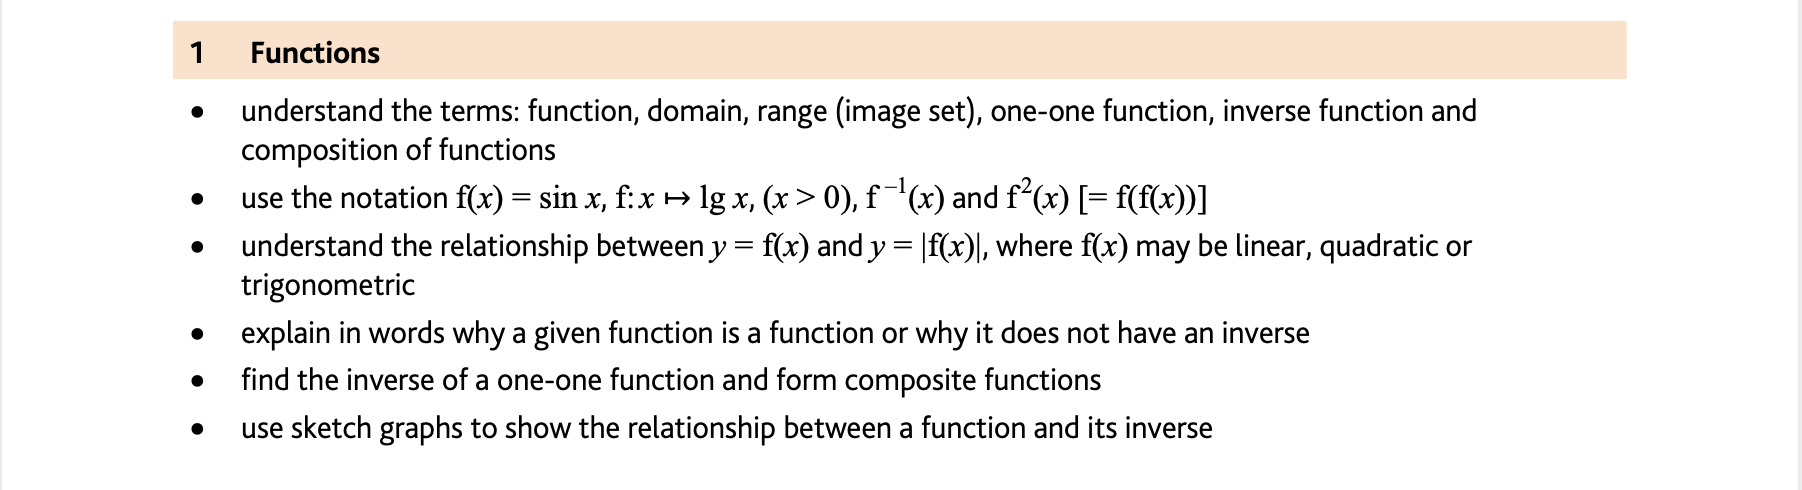 1 Functions
• understand the terms: function, domain, range (image set), one-one function, inverse function and
composition of functions
• use the notation f(x) = sin x, f: x ↦ lg x, (x > 0), f⁻¹(x) and f²(x) [= f(f(x))]
• understand the relationship between y = f(x) and y = |f(x)|, where f(x) may be linear, quadratic or
trigonometric
• explain in words why a given function is a function or why it does not have an inverse
• find the inverse of a one-one function and form composite functions
• use sketch graphs to show the relationship between a function and its inverse